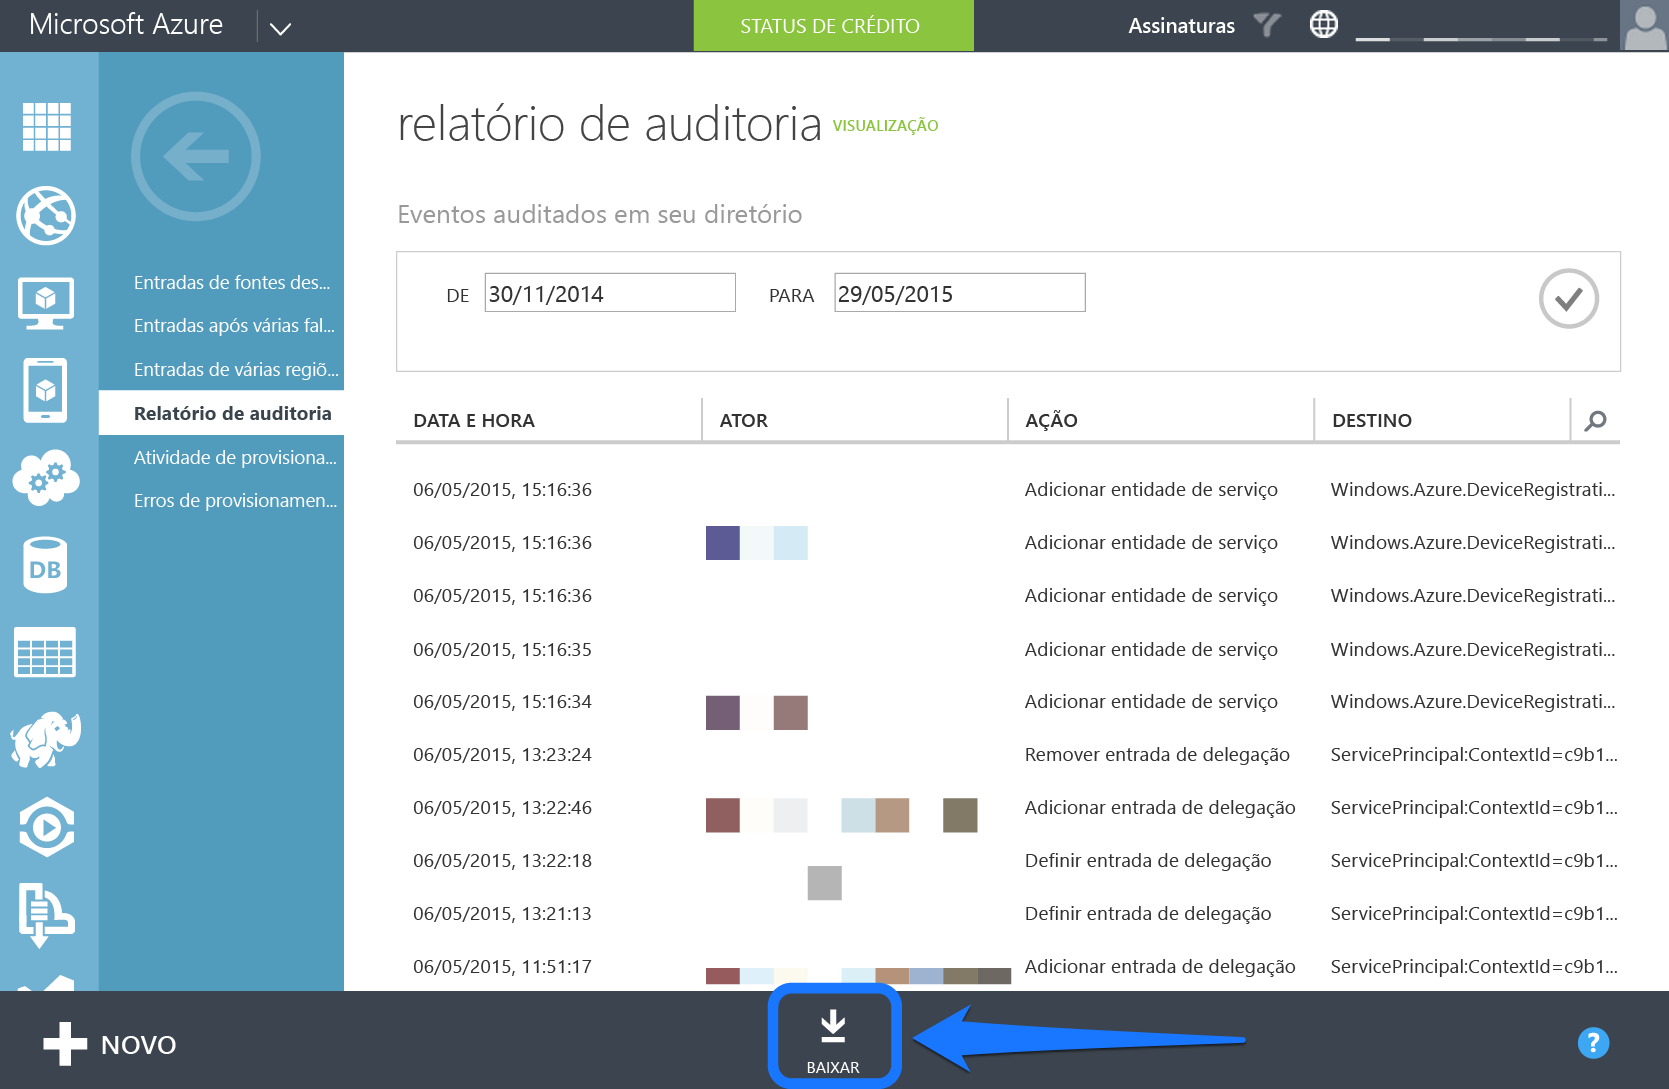 Microsoft Azure
STATUS DE CRÉDITO
Assinaturas
relatório de auditoria VISUALIZAÇÃO
Eventos auditados em seu diretório
Entradas de fontes des...
Entradas após várias fal...
Entradas de várias regiõ...
Relatório de auditoria
Atividade de provisiona...
Erros de provisionamen...
DB
DE 30/11/2014 PARA 29/05/2015
DATA E HORA ATOR AÇÃO DESTINO
06/05/2015, 15:16:36 Adicionar entidade de serviço Windows.Azure.DeviceRegistrati...
06/05/2015, 15:16:36 Adicionar entidade de serviço Windows.Azure.DeviceRegistrati...
06/05/2015, 15:16:36 Adicionar entidade de serviço Windows.Azure.DeviceRegistrati...
06/05/2015, 15:16:35 Adicionar entidade de serviço Windows.Azure.DeviceRegistrati...
06/05/2015, 15:16:34 Adicionar entidade de serviço Windows.Azure.DeviceRegistrati...
06/05/2015, 13:23:24 Remover entrada de delegação ServicePrincipal:ContextId=c9b1...
06/05/2015, 13:22:46 Adicionar entrada de delegação ServicePrincipal:ContextId=c9b1...
06/05/2015, 13:22:18 Definir entrada de delegação ServicePrincipal:ContextId=c9b1...
06/05/2015, 13:21:13 Definir entrada de delegação ServicePrincipal:ContextId=c9b1...
06/05/2015, 11:51:17 Adicionar entrada de delegação ServicePrincipal:ContextId=c9b1...
NOVO
BAIXAR
?